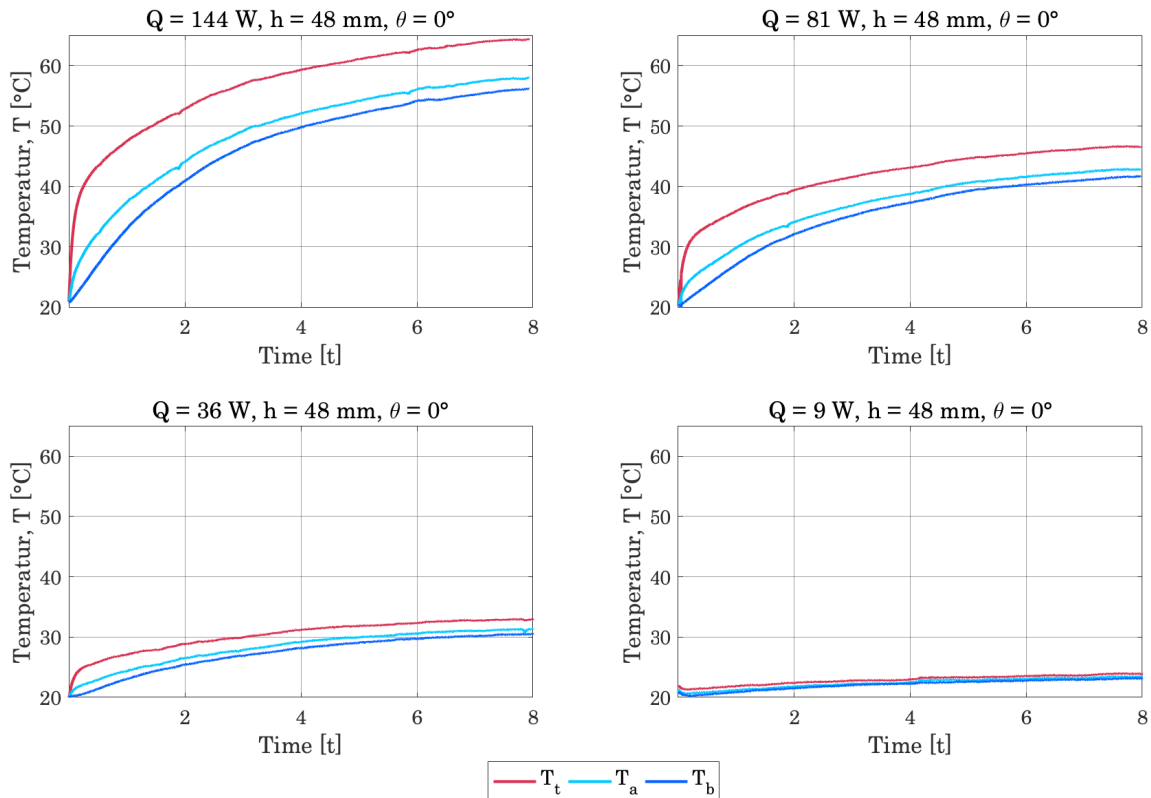 Q = 144 W, h = 48 mm, θ = 0°
Temperatur, T [°C]
60
50
40
30
20
2
4
6
8
Time [t]
Q = 81 W, h = 48 mm, θ = 0°
Temperatur, T [°C]
60
50
40
30
20
2
4
6
8
Time [t]
Q = 36 W, h = 48 mm, θ = 0°
Temperatur, T [°C]
60
50
40
30
20
2
4
6
8
Time [t]
Q = 9 W, h = 48 mm, θ = 0°
Temperatur, T [°C]
60
50
40
30
20
2
4
6
8
Time [t]
T_t T_a T_b